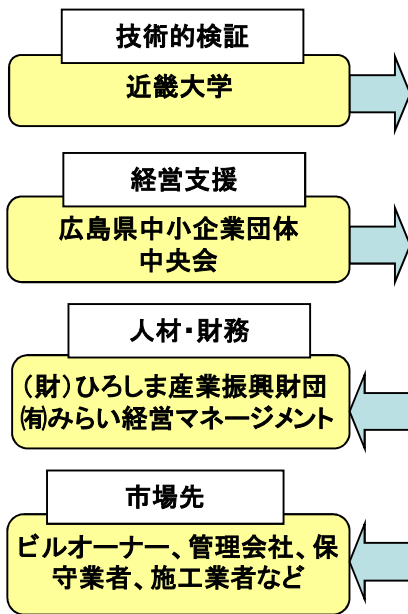 技術的検証
近畿大学
経営支援
広島県中小企業団体
中央会
人材・財務
（財）ひろしま産業振興財団
㈲みらい経営マネージメント
市場先
ビルオーナー、管理会社、保
守業者、施工業者など